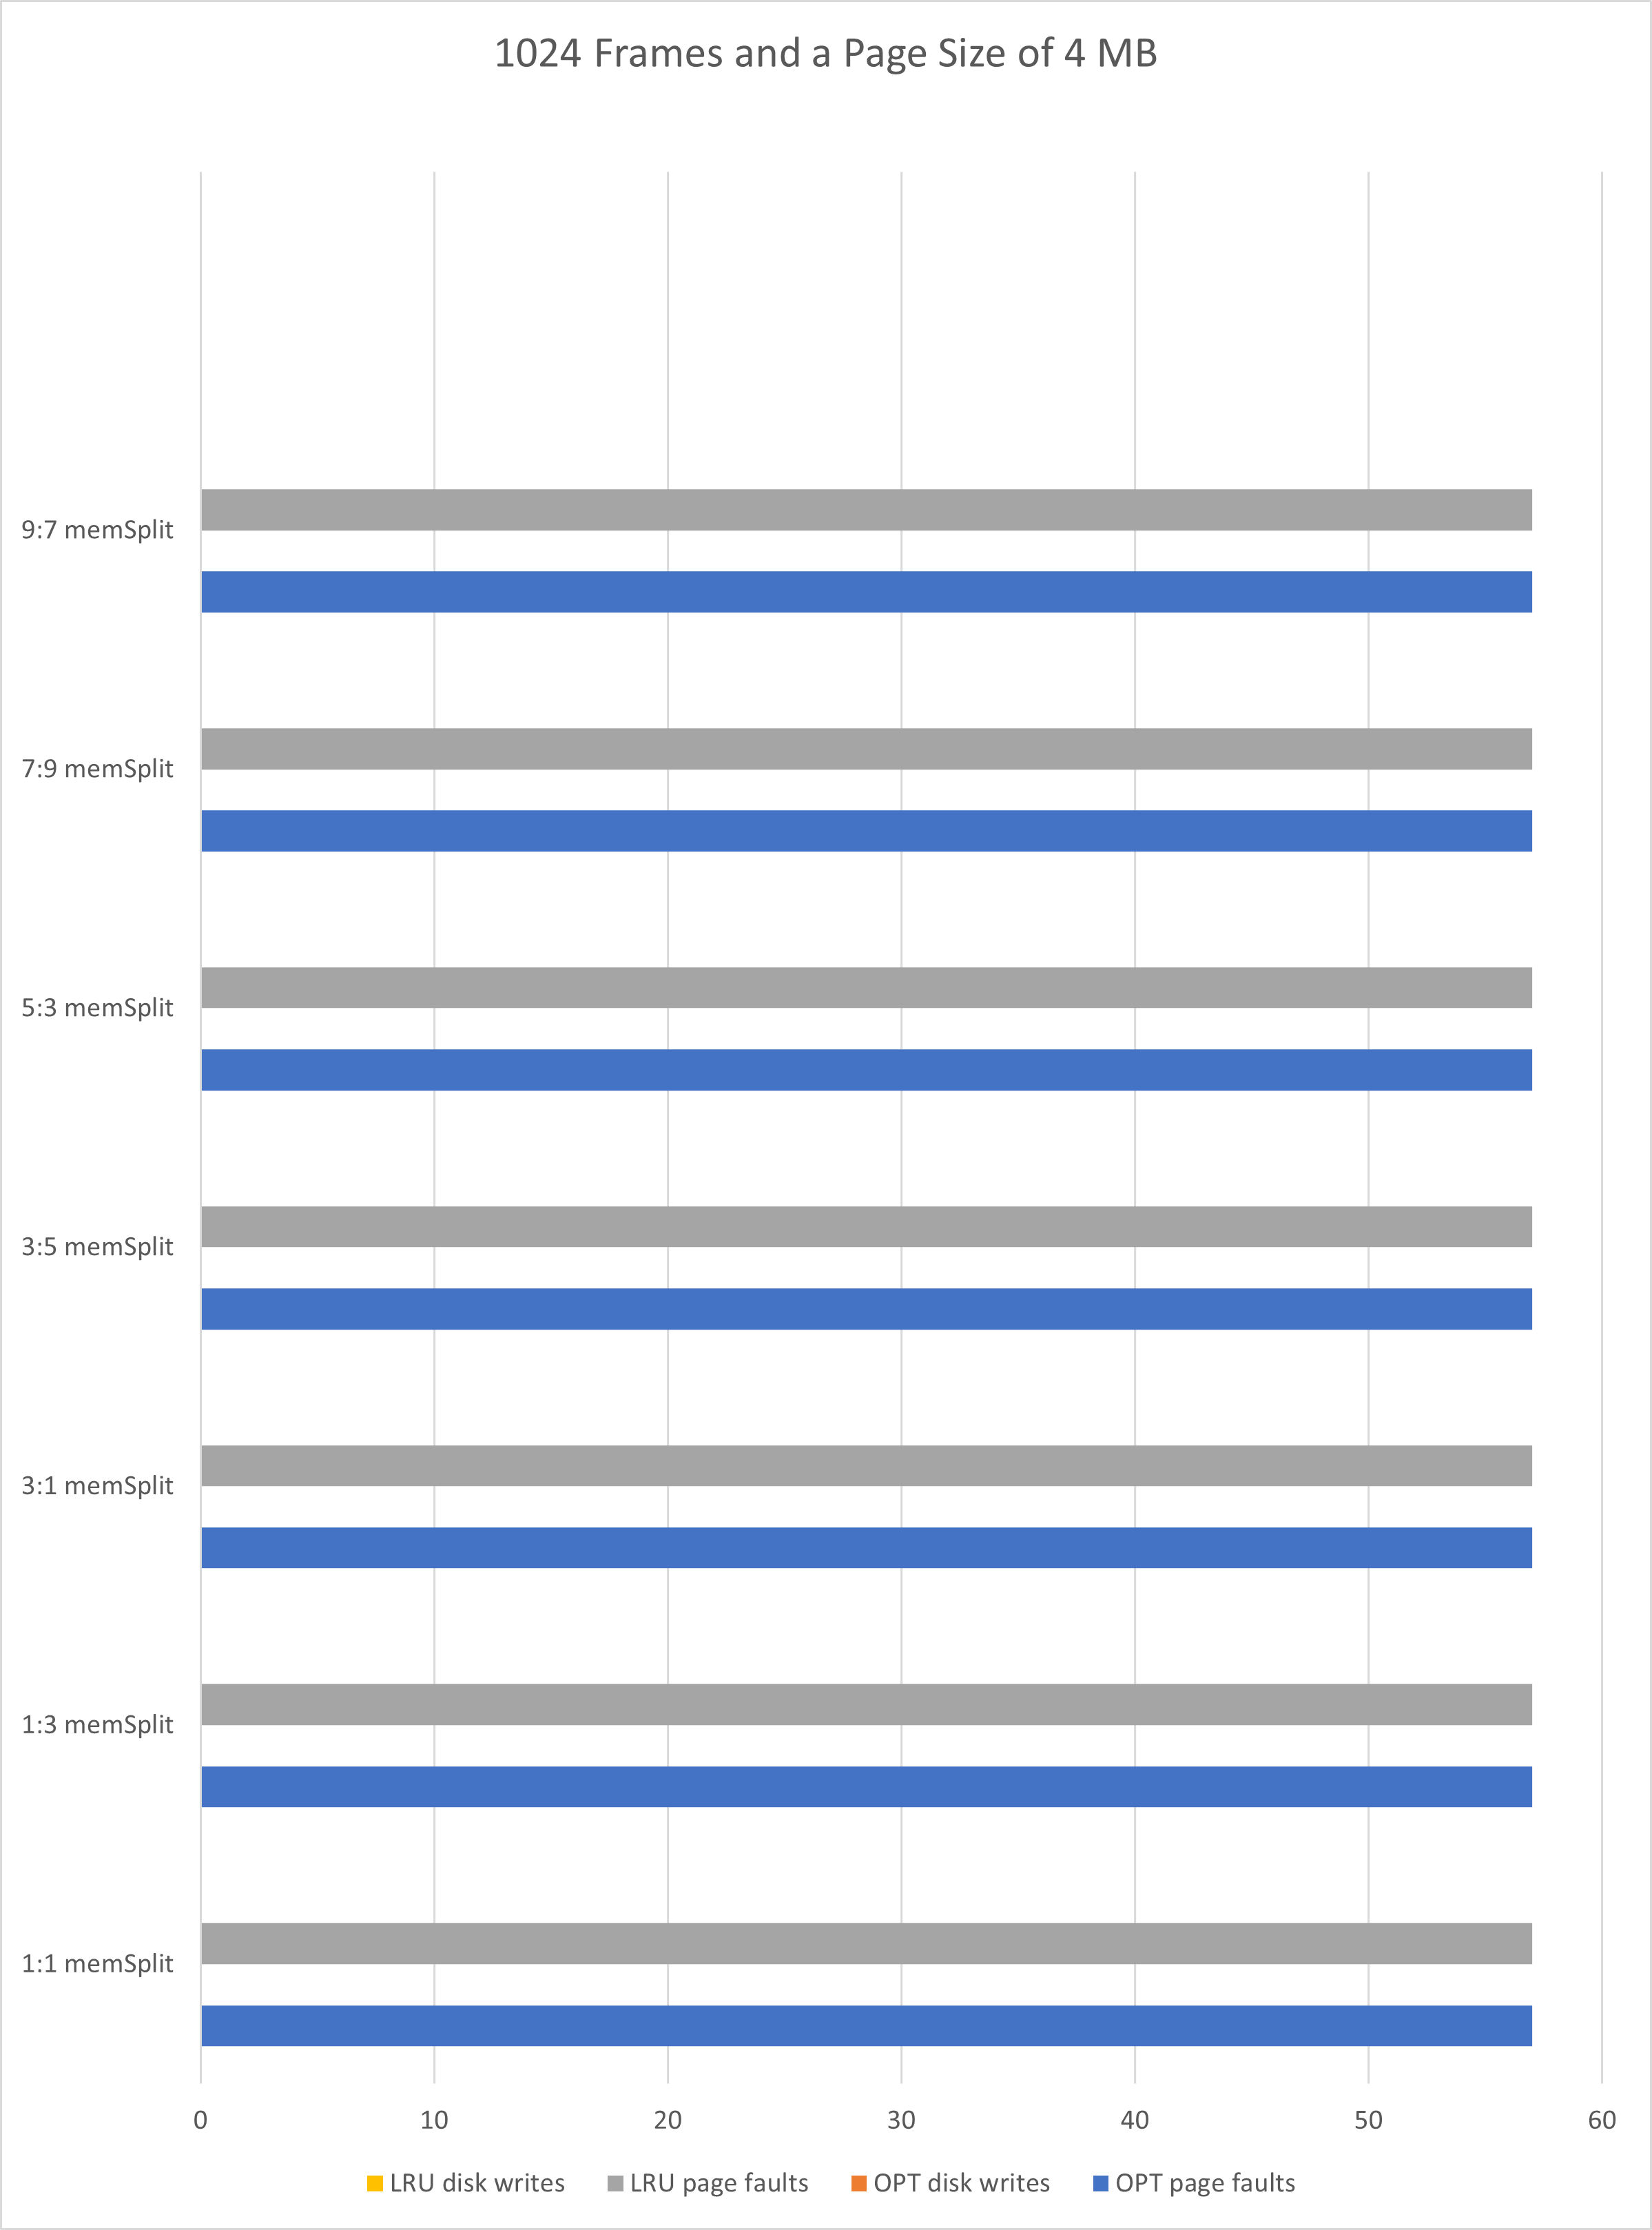 1024 Frames and a Page Size of 4 MB
9:7 memSplit
7:9 memSplit
5:3 memSplit
3:5 memSplit
3:1 memSplit
1:3 memSplit
1:1 memSplit
0 10 20 30 40 50 60
LRU disk writes LRU page faults OPT disk writes OPT page faults